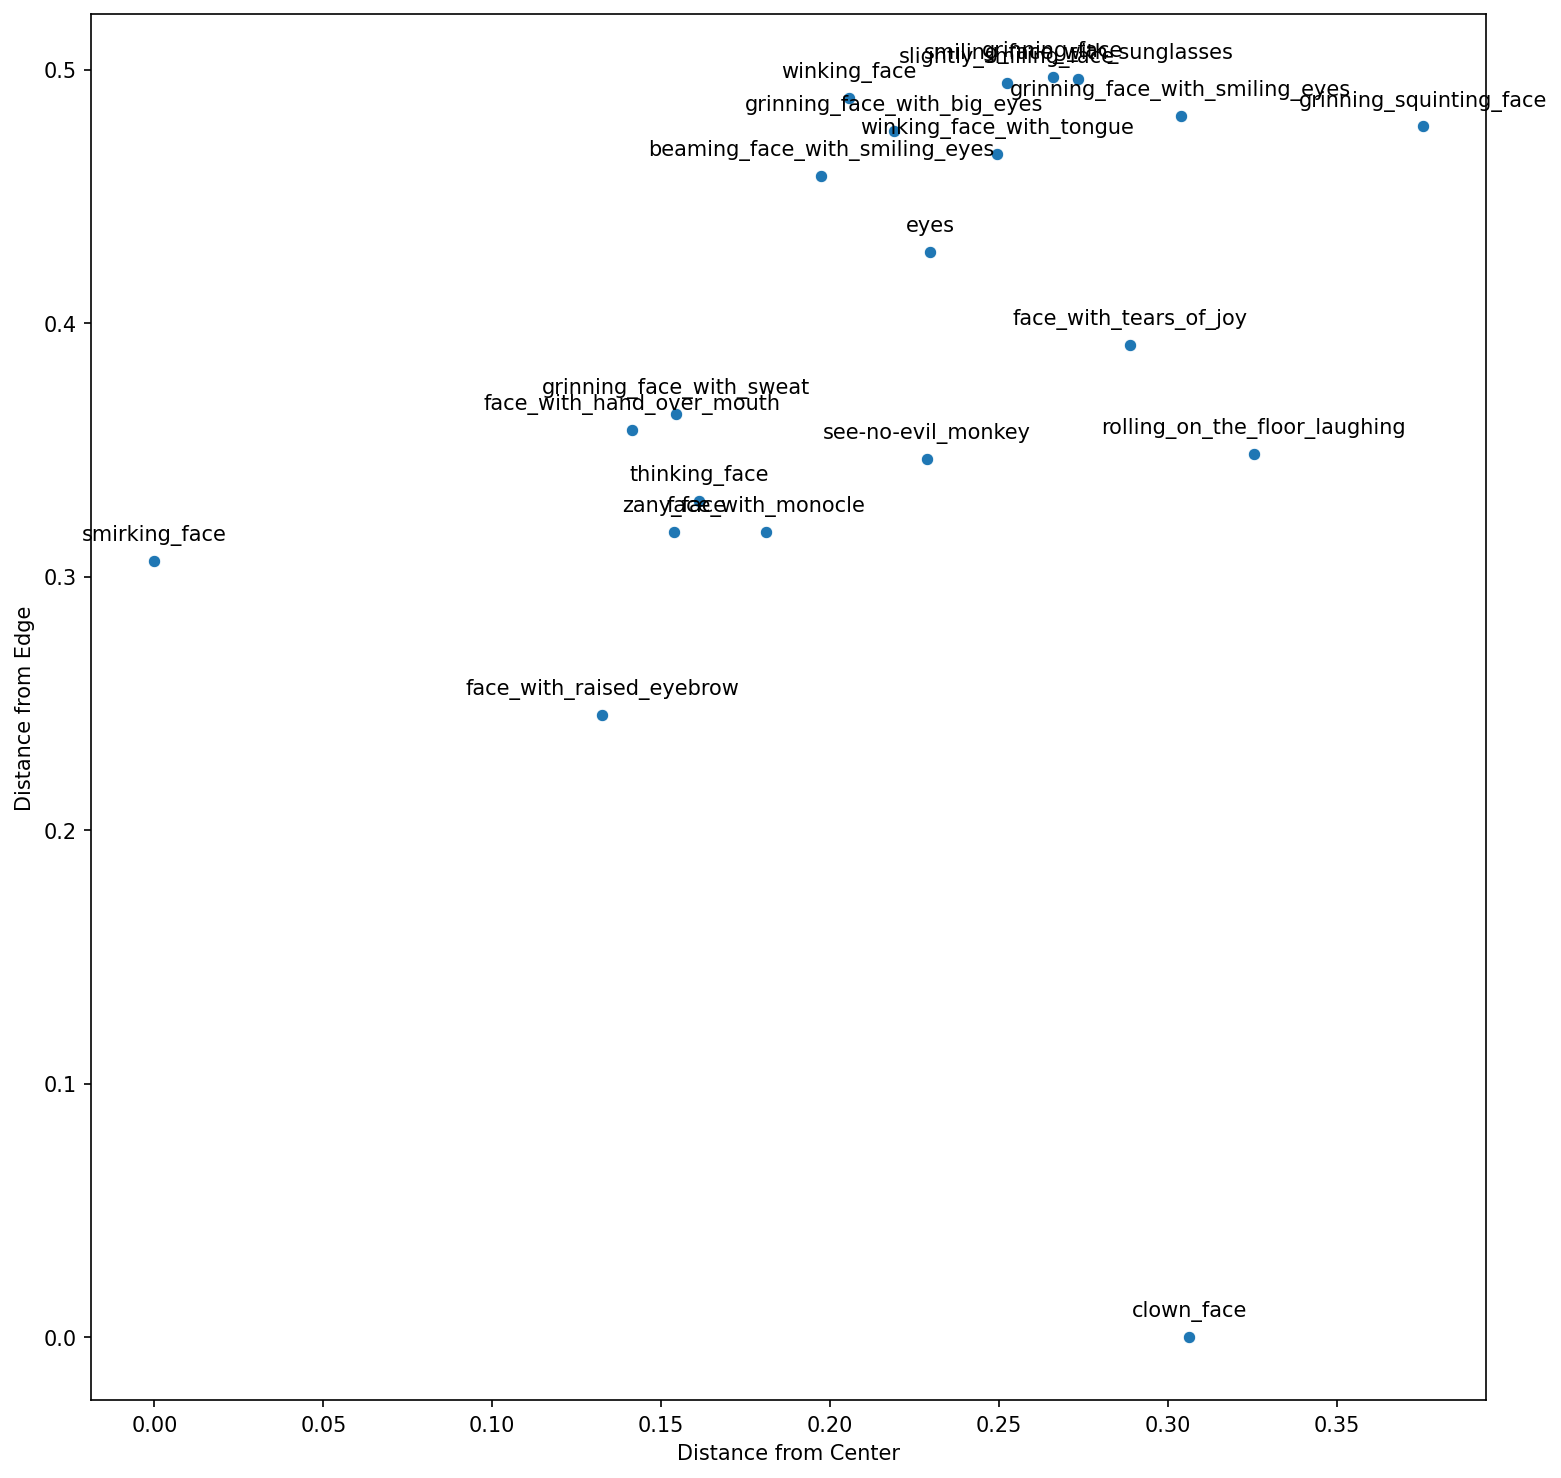 grinning_face
smiling_face_with_sunglasses
slightly_smiling_face
winking_face
grinning_face_with_smiling_eyes
grinning_squinting_face
grinning_face_with_big_eyes
winking_face_with_tongue
beaming_face_with_smiling_eyes
eyes
face_with_tears_of_joy
grinning_face_with_sweat
face_with_hand_over_mouth
rolling_on_the_floor_laughing
see-no-evil_monkey
thinking_face
zany_face
face_with_monocle
smirking_face
face_with_raised_eyebrow
clown_face
0.5
0.4
0.3
0.2
0.1
0.0
Distance from Edge
0.00 0.05 0.10 0.15 0.20 0.25 0.30 0.35
Distance from Center